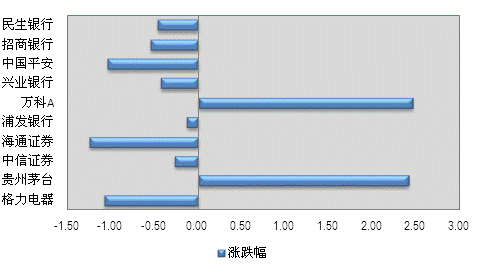 民生银行
招商银行
中国平安
兴业银行
万科A
浦发银行
海通证券
中信证券
贵州茅台
格力电器
-1.50 -1.00 -0.50 0.00 0.50 1.00 1.50 2.00 2.50 3.00
涨跌幅